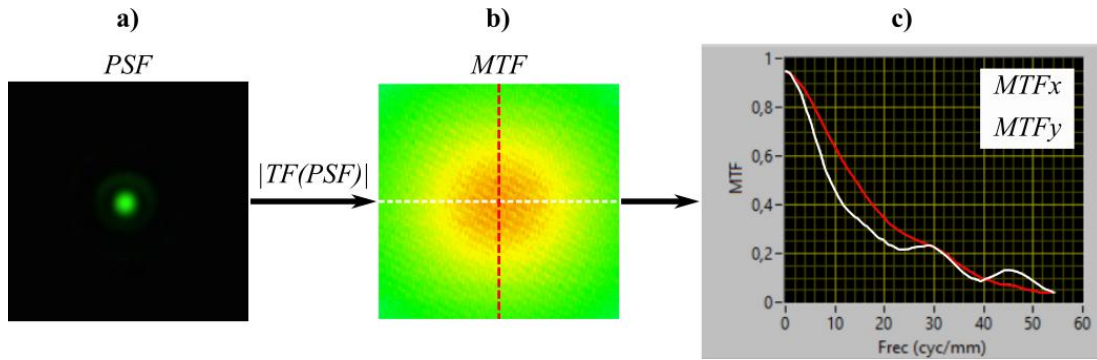 a)
PSF
|TF(PSF)|
b)
MTF
c)
MTF
1
0,8
0,6
0,4
0,2
0
MTFx
MTFy
0 10 20 30 40 50 60
Frec (cyc/mm)